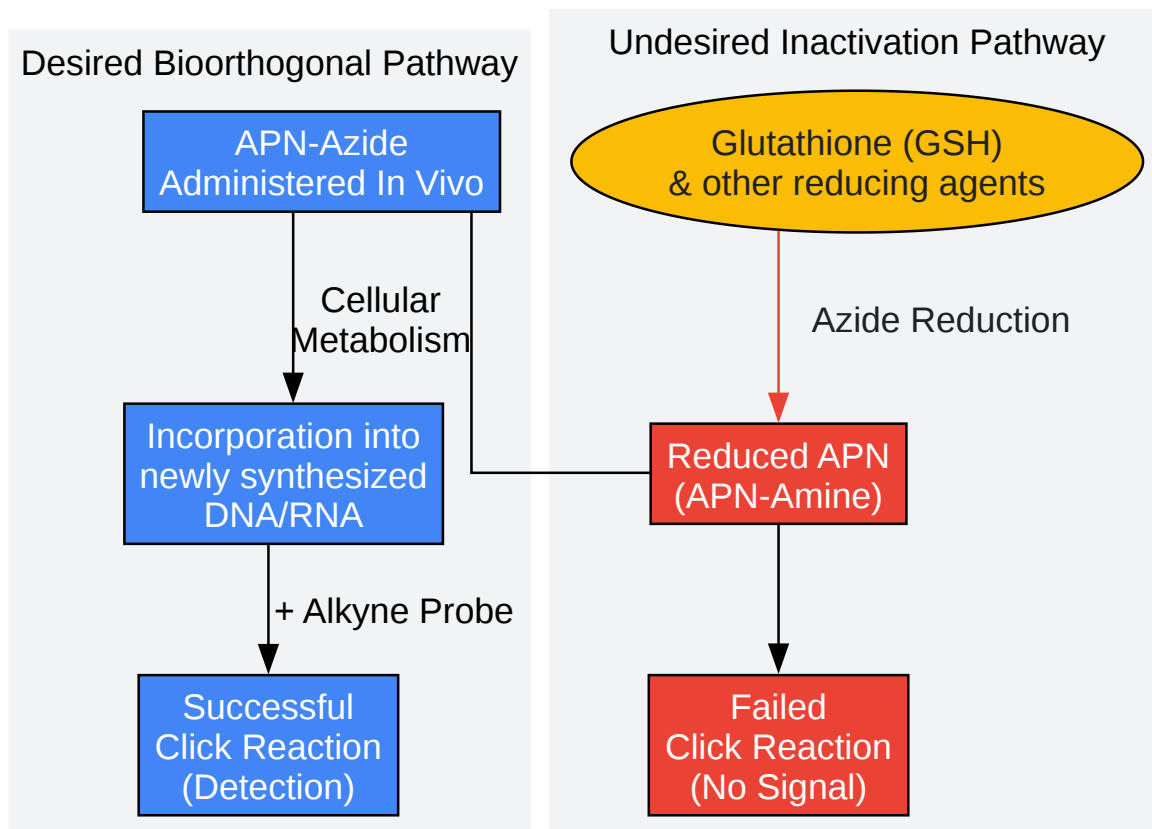 Desired Bioorthogonal Pathway
APN-Azide
Administered In Vivo
Cellular
Metabolism
Incorporation into
newly synthesized
DNA/RNA
+ Alkyne Probe
Successful
Click Reaction
(Detection)
Undesired Inactivation Pathway
Glutathione (GSH)
& other reducing agents
Azide Reduction
Reduced APN
(APN-Amine)
Failed
Click Reaction
(No Signal)